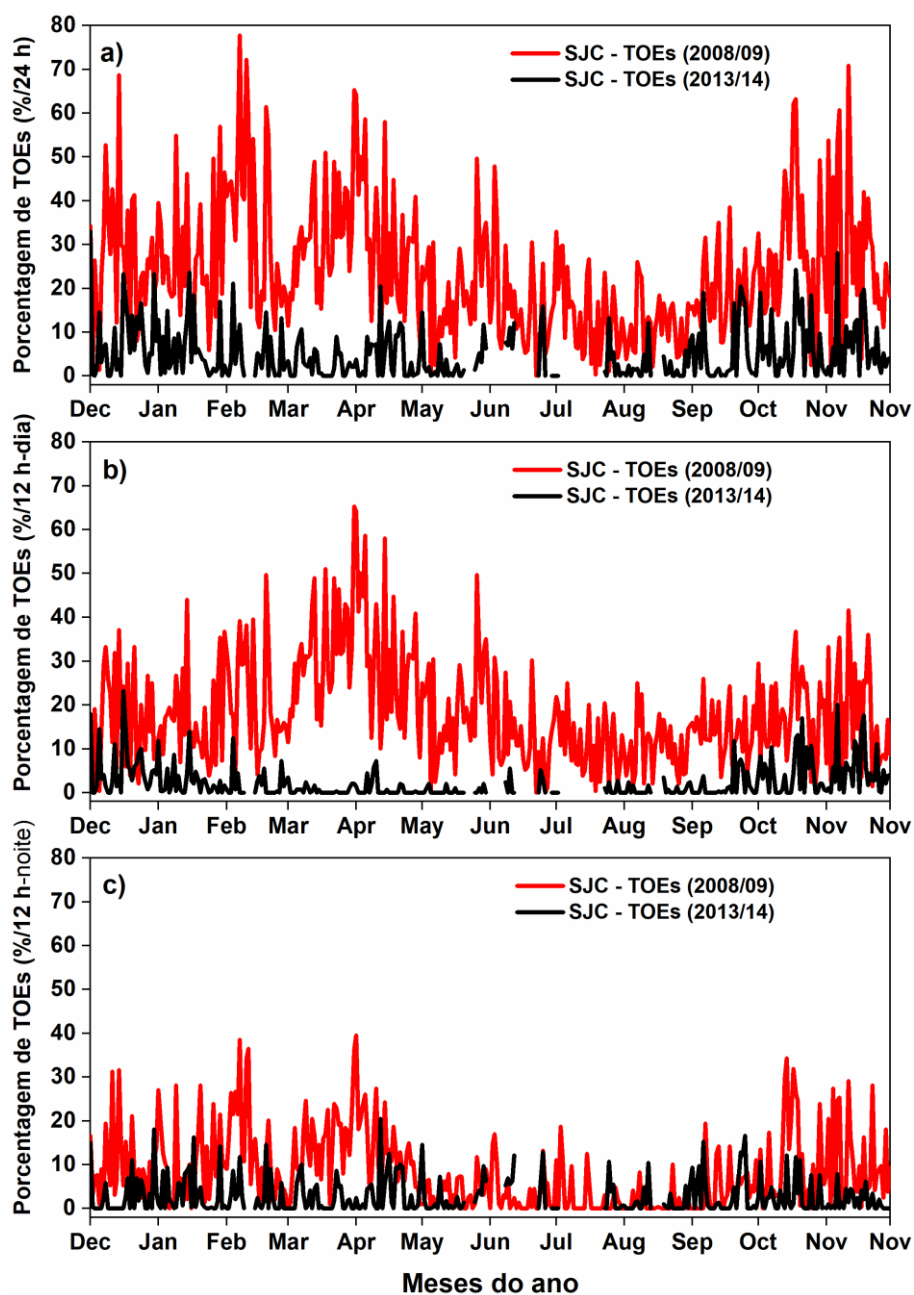 Porcentagem de TOEs (%/24 h)
80
70
60
50
40
30
20
10
0
a)
SJC - TOEs (2008/09)
SJC - TOEs (2013/14)
Dec Jan Feb Mar Apr May Jun Jul Aug Sep Oct Nov Nov
Porcentagem de TOEs (%/12 h-dia)
80
70
60
50
40
30
20
10
0
b)
SJC - TOEs (2008/09)
SJC - TOEs (2013/14)
Dec Jan Feb Mar Apr May Jun Jul Aug Sep Oct Nov Nov
Porcentagem de TOEs (%/12 h-noite)
80
70
60
50
40
30
20
10
0
c)
SJC - TOEs (2008/09)
SJC - TOEs (2013/14)
Dec Jan Feb Mar Apr May Jun Jul Aug Sep Oct Nov Nov
Meses do ano